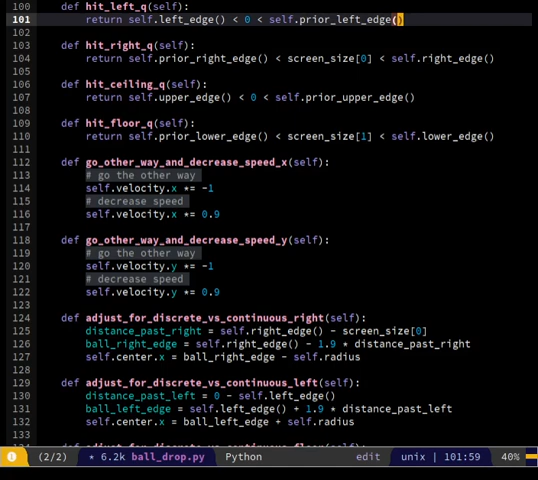 100 def hit_left_q(self):
101 return self.left_edge() < 0 < self.prior_left_edge()
102
103 def hit_right_q(self):
104 return self.prior_right_edge() < screen_size[0] < self.right_edge()
105
106 def hit_ceiling_q(self):
107 return self.upper_edge() < 0 < self.prior_upper_edge()
108
109 def hit_floor_q(self):
110 return self.prior_lower_edge() < screen_size[1] < self.lower_edge()
111
112 def go_other_way_and_decrease_speed_x(self):
113 # go the other way
114 self.velocity.x *= -1
115 # decrease speed
116 self.velocity.x *= 0.9
117
118 def go_other_way_and_decrease_speed_y(self):
119 # go the other way
120 self.velocity.y *= -1
121 # decrease speed
122 self.velocity.y *= 0.9
123
124 def adjust_for_discrete_vs_continuous_right(self):
125 distance_past_right = self.right_edge() - screen_size[0]
126 ball_right_edge = self.right_edge() - 1.9 * distance_past_right
127 self.center.x = ball_right_edge - self.radius
128
129 def adjust_for_discrete_vs_continuous_left(self):
130 distance_past_left = 0 - self.left_edge()
131 ball_left_edge = self.left_edge() + 1.9 * distance_past_left
132 self.center.x = ball_left_edge + self.radius
133
(2/2) * 6.2k ball_drop.py Python edit unix | 101:59 40%